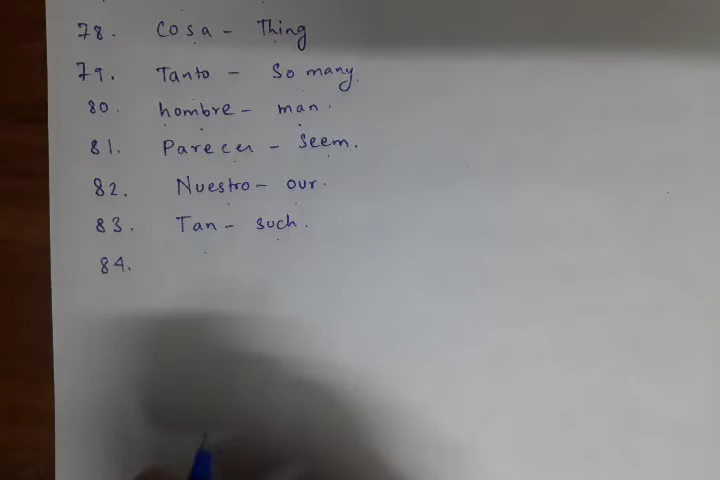 78. Cosa - Thing
79. Tanto - So many.
80. hombre - man.
81. Parecer - Seem.
82. Nuestro - our.
83. Tan - such.
84.